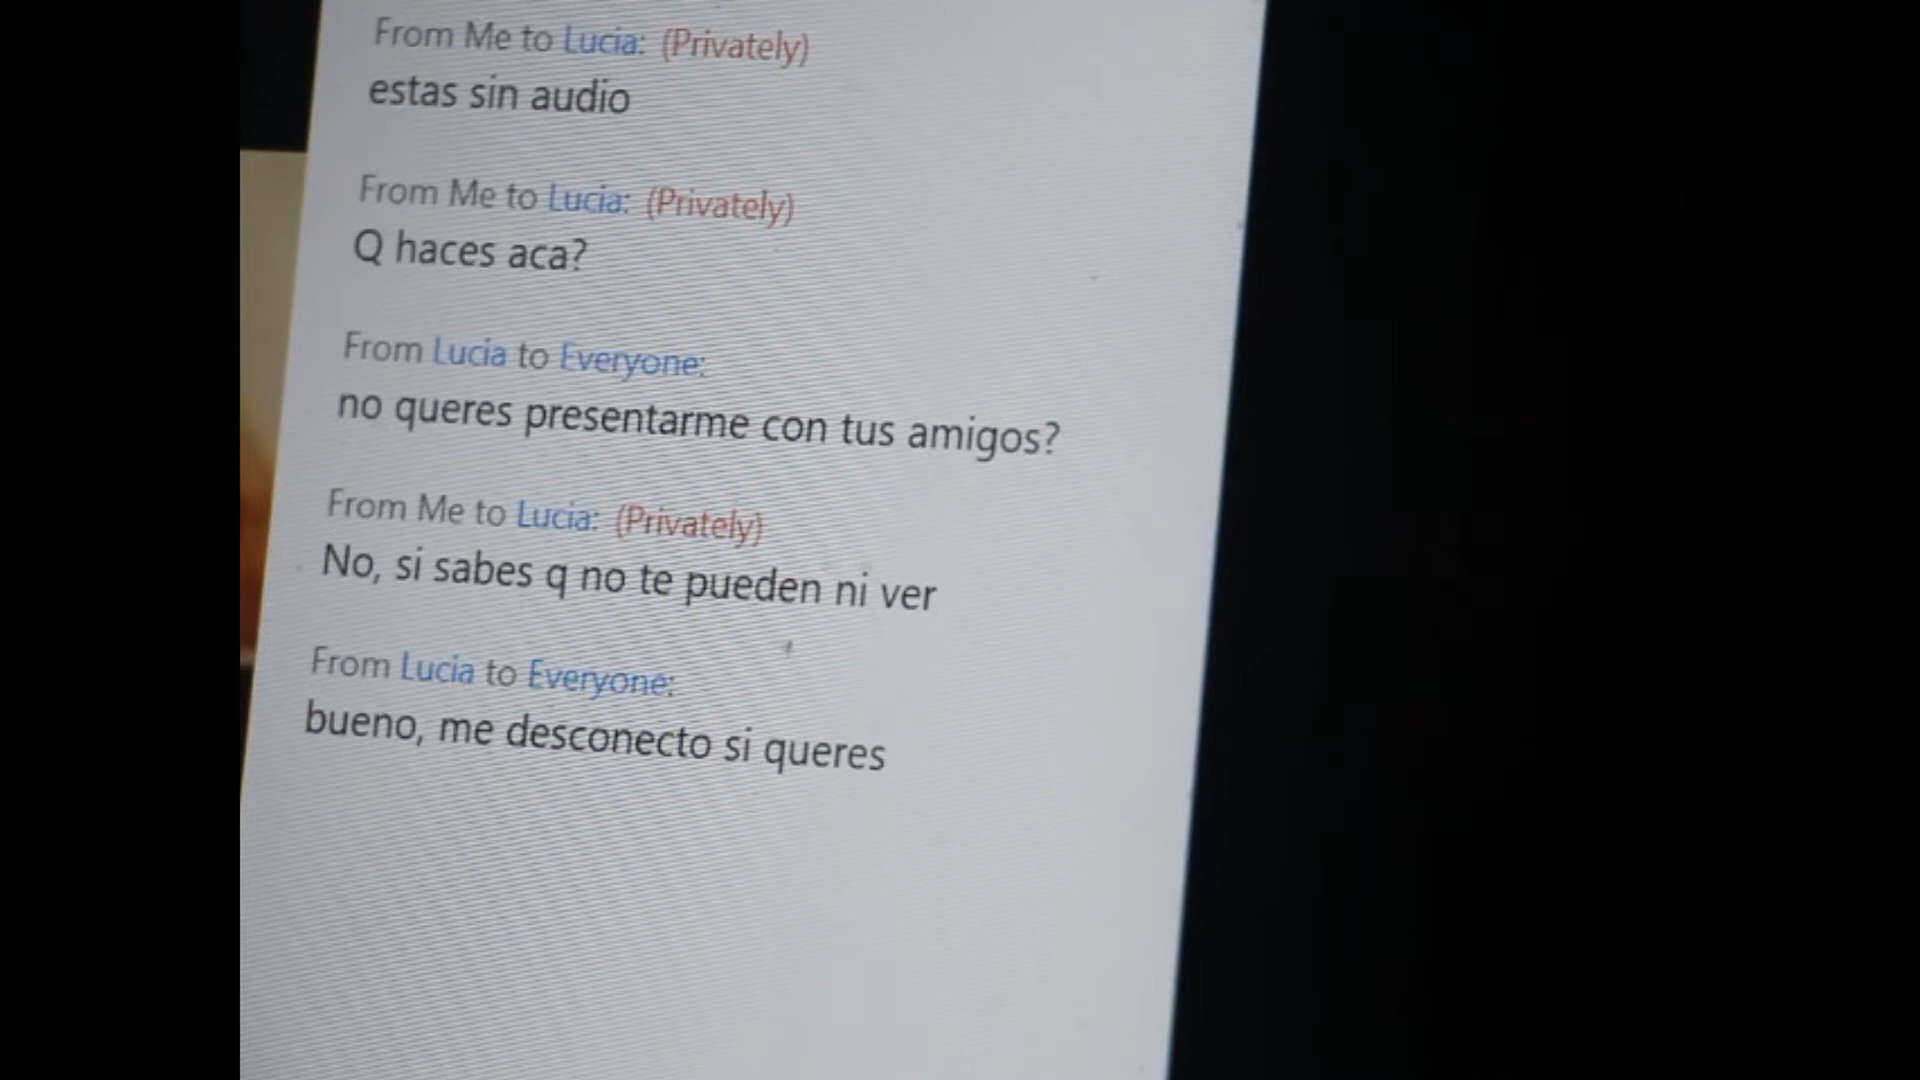 From Me to Lucia: (Privately)
estas sin audio
From Me to Lucia: (Privately)
Q haces aca?
From Lucia to Everyone:
no queres presentarme con tus amigos?
From Me to Lucia: (Privately)
No, si sabes q no te pueden ni ver
From Lucia to Everyone:
bueno, me desconecto si queres